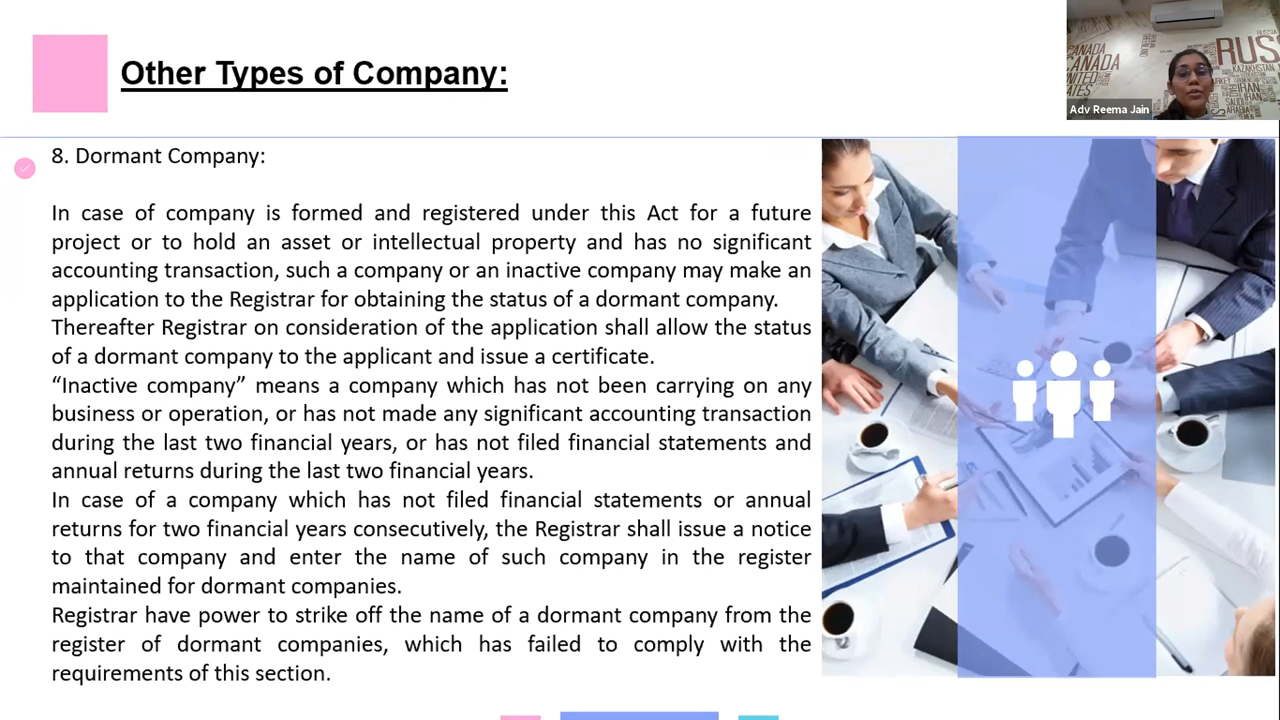 Other Types of Company:
Adv Reema Jain
CANADA
CANADA
UNITED
RUS
KAZAKHSTAN,
IRAN
8. Dormant Company:
In case of company is formed and registered under this Act for a future
project or to hold an asset or intellectual property and has no significant
accounting transaction, such a company or an inactive company may make an
application to the Registrar for obtaining the status of a dormant company.
Thereafter Registrar on consideration of the application shall allow the status
of a dormant company to the applicant and issue a certificate.
“Inactive company” means a company which has not been carrying on any
business or operation, or has not made any significant accounting transaction
during the last two financial years, or has not filed financial statements and
annual returns during the last two financial years.
In case of a company which has not filed financial statements or annual
returns for two financial years consecutively, the Registrar shall issue a notice
to that company and enter the name of such company in the register
maintained for dormant companies.
Registrar have power to strike off the name of a dormant company from the
register of dormant companies, which has failed to comply with the
requirements of this section.